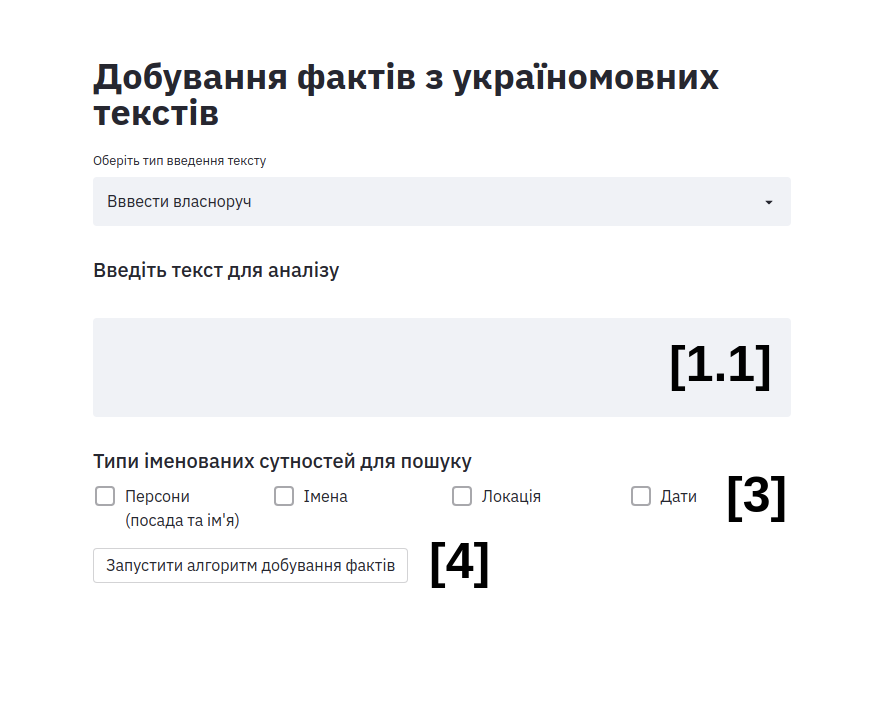 Добування фактів з україномовних
текстів
Оберіть тип введення тексту
Вввести власноруч
Введіть текст для аналізу
[1.1]
Типи іменованих сутностей для пошуку
Персони Імена Локація Дати [3]
(посада та ім'я)
Запустити алгоритм добування фактів [4]